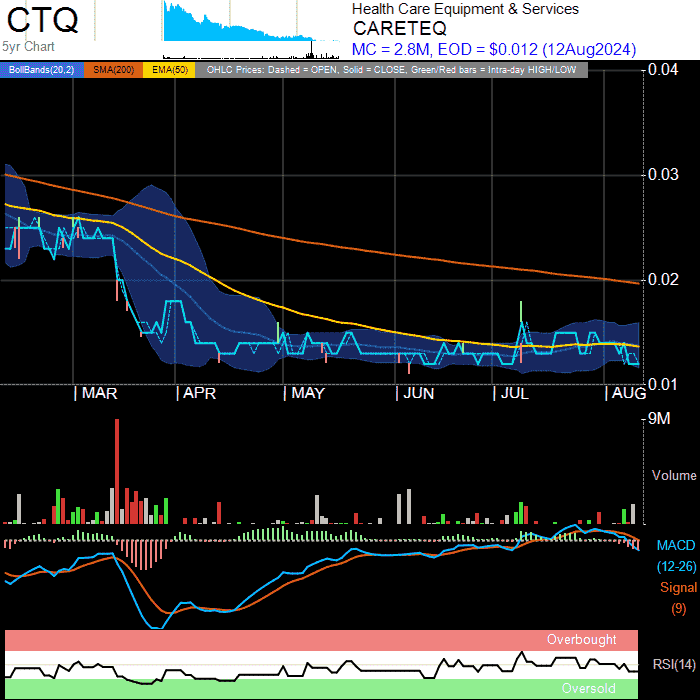 CTQ
5yr Chart
Health Care Equipment & Services
CARETEQ
MC = 2.8M, EOD = $0.012 (12Aug2024)
BollBands(20,2) SMA(200) EMA(50) OHLC Prices: Dashed = OPEN, Solid = CLOSE, Green/Red bars = Intra-day HIGH/LOW
0.04
0.03
0.02
0.01
MAR APR MAY JUN JUL AUG
9M
Volume
MACD
(12-26)
Signal
(9)
Overbought
RSI(14)
Oversold